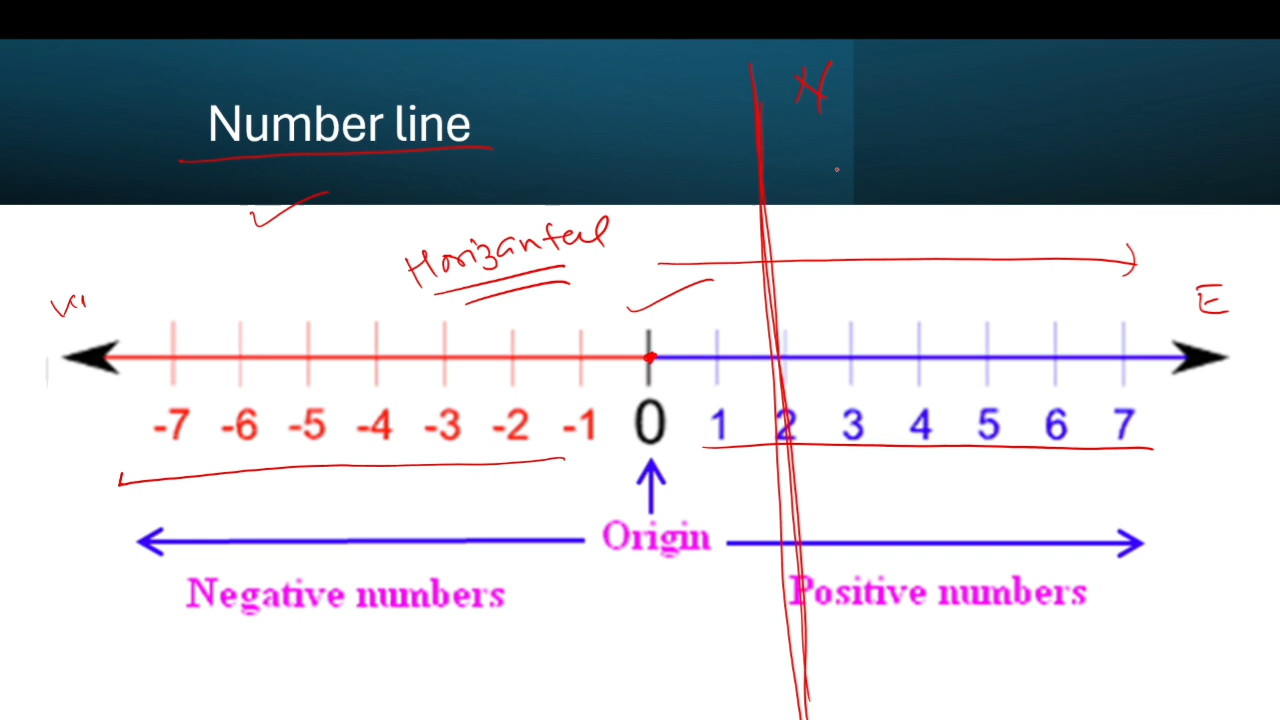 Number line
N
Horizantal
E
-7 -6 -5 -4 -3 -2 -1 0 1 2 3 4 5 6 7
Origin
Negative numbers
Positive numbers